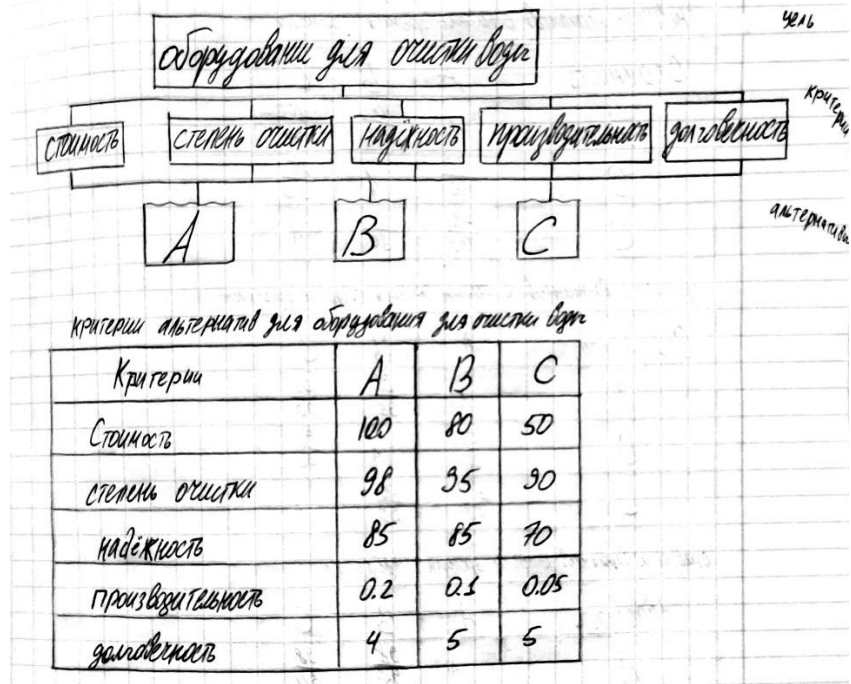 цель
оборудование для очистки воды
критерии
стоимость степень очистки надёжность производительность долговечность
альтернативы
A B C
критерии альтернатив для оборудования для очистки воды
Критерии A B C
Стоимость 100 80 50
степень очистки 98 95 90
надёжность 85 85 70
производительность 0.2 0.1 0.05
долговечность 4 5 5